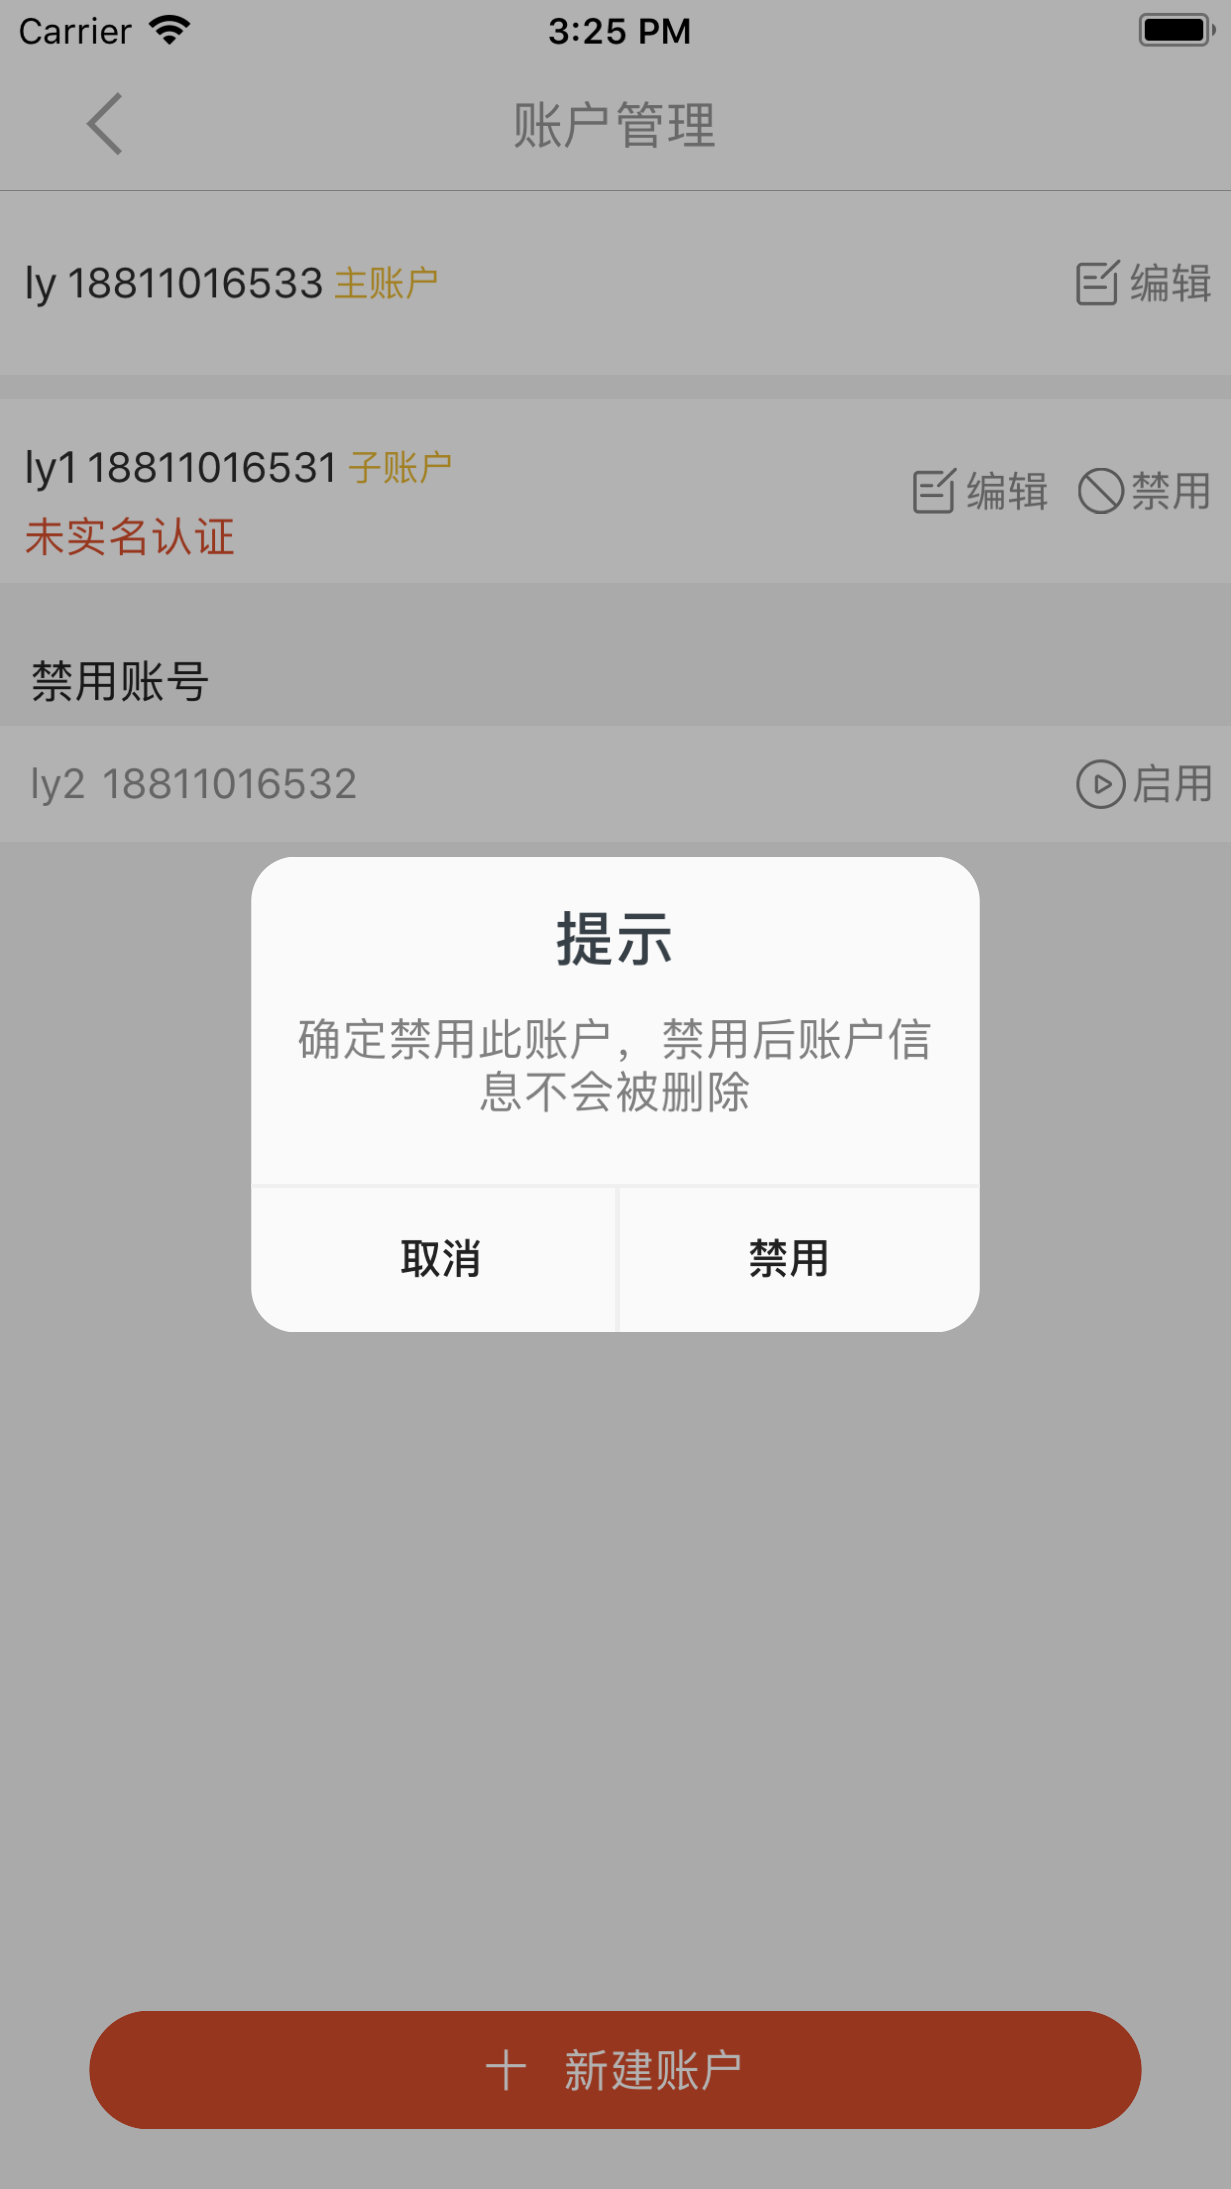 Carrier 3:25 PM
账户管理
ly 18811016533 主账户 编辑
ly1 18811016531 子账户 编辑 禁用
未实名认证
禁用账号
ly2 18811016532 启用
提示
确定禁用此账户，禁用后账户信
息不会被删除
取消 禁用
新建账户